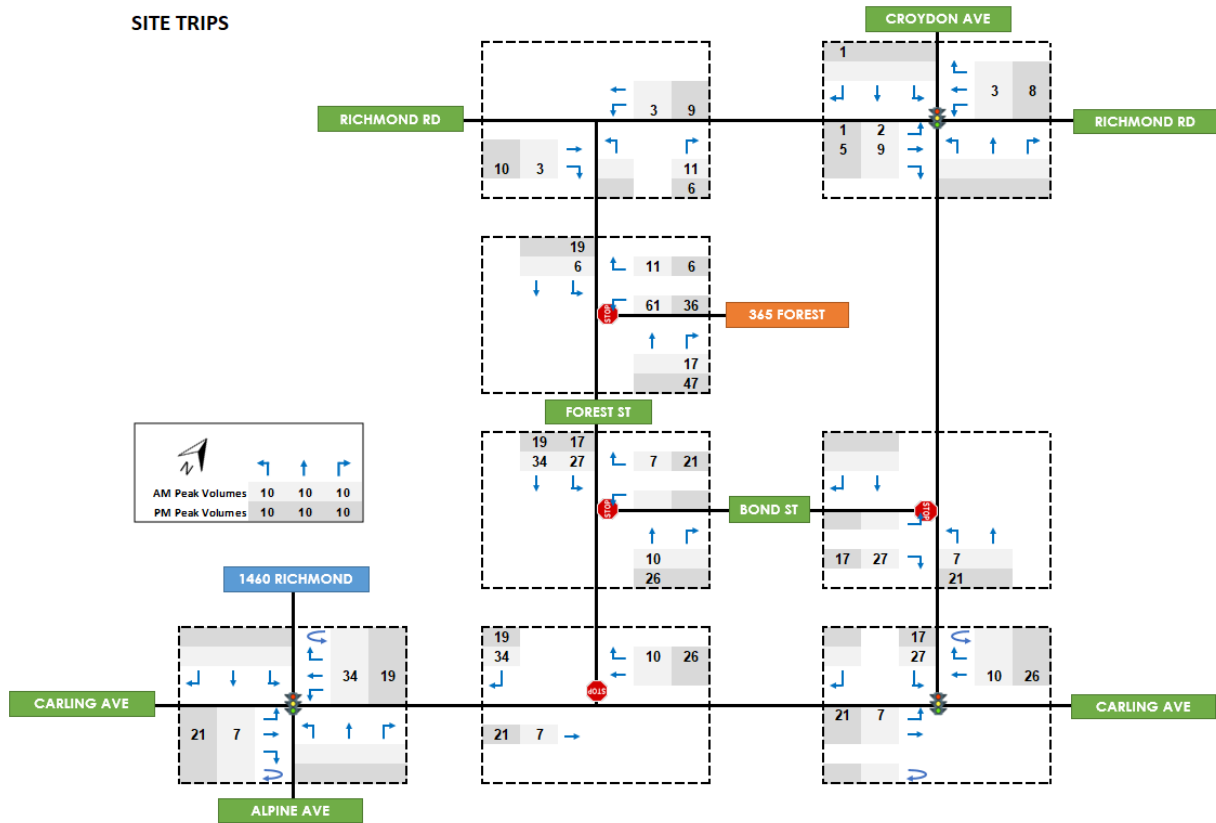 SITE TRIPS
CROYDON AVE
1
3 9
3 8
RICHMOND RD
RICHMOND RD
1 2
5 9
10 3
11
6
19
6
11 6
61 36
STOP
365 FOREST
17
47
FOREST ST
19 17
34 27
7 21
N
AM Peak Volumes 10 10 10
PM Peak Volumes 10 10 10
STOP
BOND ST
STOP
10
26
17 27
7
21
1460 RICHMOND
34 19
19
34
10 26
17
27
10 26
STOP
CARLING AVE
CARLING AVE
21 7
21 7
21 7
ALPINE AVE